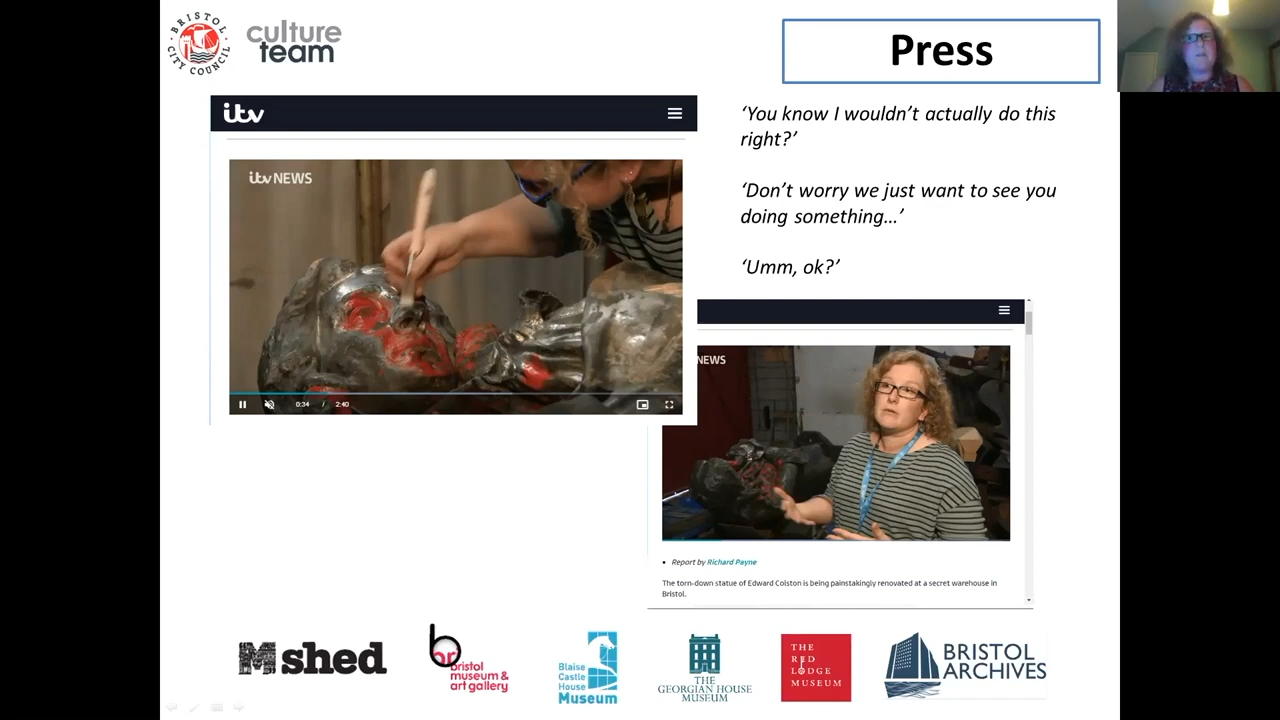 BRISTOL CITY COUNCIL
culture
team
Press
itv
itv NEWS
0:34 / 2:40
‘You know I wouldn’t actually do this
right?’
‘Don’t worry we just want to see you
doing something…’
‘Umm, ok?’
NEWS
Report by Richard Payne
The torn-down statue of Edward Colston is being painstakingly renovated at a secret warehouse in
Bristol.
M shed
br
bristol
museum &
art gallery
Blaise
Castle
House
Museum
THE
GEORGIAN HOUSE
MUSEUM
THE
RED
LODGE
MUSEUM
BRISTOL
ARCHIVES